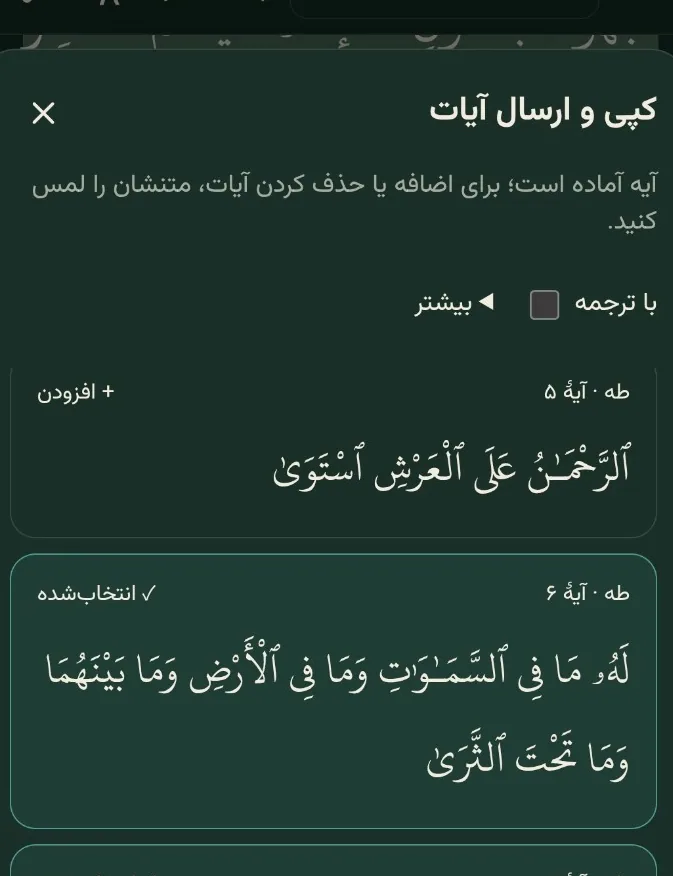 کپی و ارسال آیات
آیه آماده است؛ برای اضافه یا حذف کردن آیات، متنشان را لمس
کنید.
با ترجمه ◀ بیشتر
طه · آیهٔ ۵ + افزودن
ٱلرَّحْمَـٰنُ عَلَى ٱلْعَرْشِ ٱسْتَوَىٰ
طه · آیهٔ ۶ ✓ انتخاب‌شده
لَهُۥ مَا فِى ٱلسَّمَـٰوَٰتِ وَمَا فِى ٱلْأَرْضِ وَمَا بَيْنَهُمَا
وَمَا تَحْتَ ٱلثَّرَىٰ